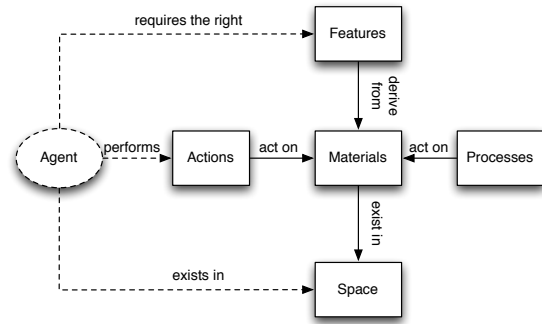 requires the right
Features
derive
from
Agent
performs
Actions
act on
Materials
act on
Processes
exist in
exists in
Space